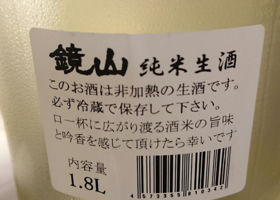 鏡山 純米生酒
このお酒は非加熱の生酒です。
必ず冷蔵で保存して下さい。
口一杯に広がり渡る酒米の旨味
と吟香を感じて頂けたら幸いです
内容量
1.8L
4573355910342